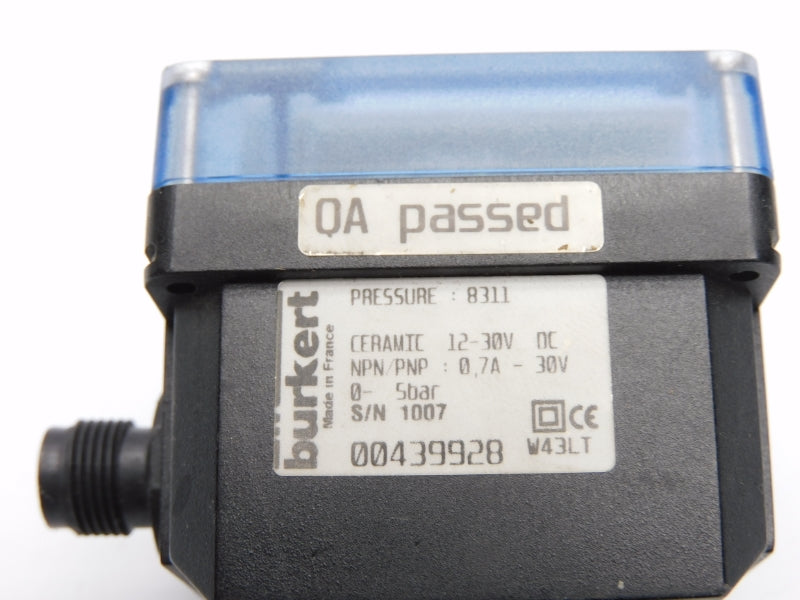 QA passed
burkert
Made in France
PRESSURE : 8311
CERAMIC 12-30V DC
NPN/PNP : 0,7A - 30V
0- 5bar
S/N 1007
CE
00439928 W43LT